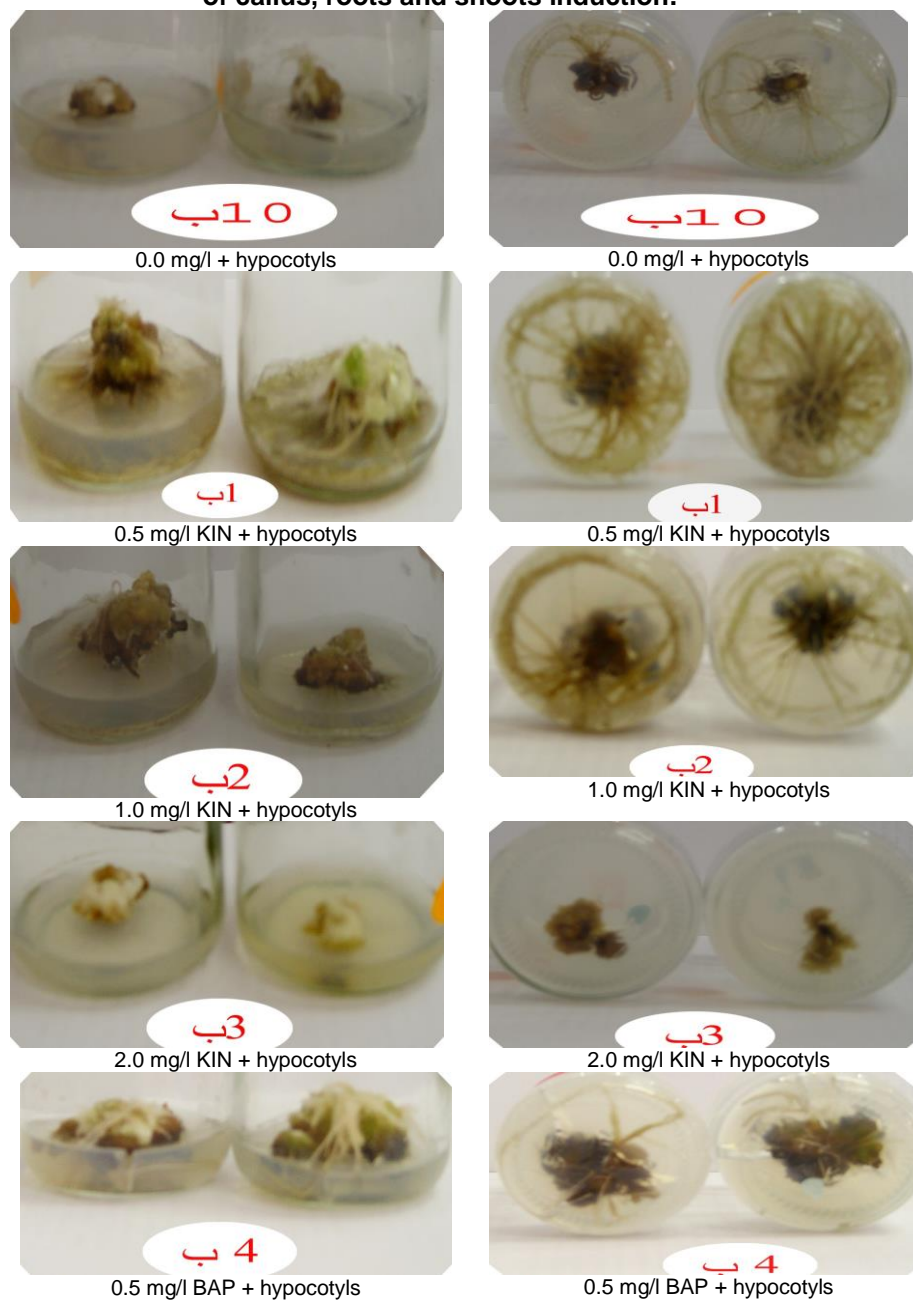 of callus, roots and shoots induction.
ب10
ب10
0.0 mg/l + hypocotyls
0.0 mg/l + hypocotyls
ب1
ب1
0.5 mg/l KIN + hypocotyls
0.5 mg/l KIN + hypocotyls
ب2
ب2
1.0 mg/l KIN + hypocotyls
1.0 mg/l KIN + hypocotyls
ب3
ب3
2.0 mg/l KIN + hypocotyls
2.0 mg/l KIN + hypocotyls
ب 4
ب 4
0.5 mg/l BAP + hypocotyls
0.5 mg/l BAP + hypocotyls